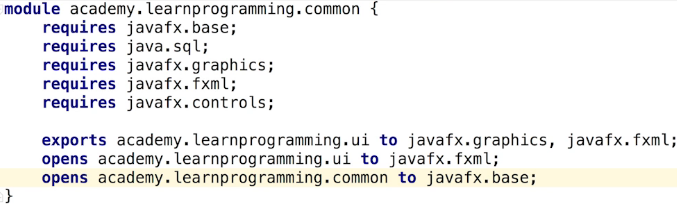 module academy.learnprogramming.common {
    requires javafx.base;
    requires java.sql;
    requires javafx.graphics;
    requires javafx.fxml;
    requires javafx.controls;

    exports academy.learnprogramming.ui to javafx.graphics, javafx.fxml;
    opens academy.learnprogramming.ui to javafx.fxml;
    opens academy.learnprogramming.common to javafx.base;
}